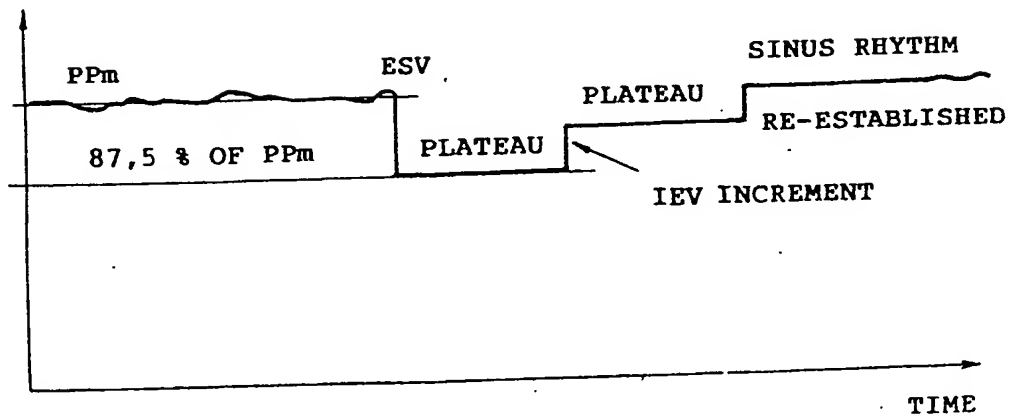 SINUS RHYTHM
PPm
ESV
PLATEAU
RE-ESTABLISHED
87,5 % OF PPm
PLATEAU
IEV INCREMENT
TIME